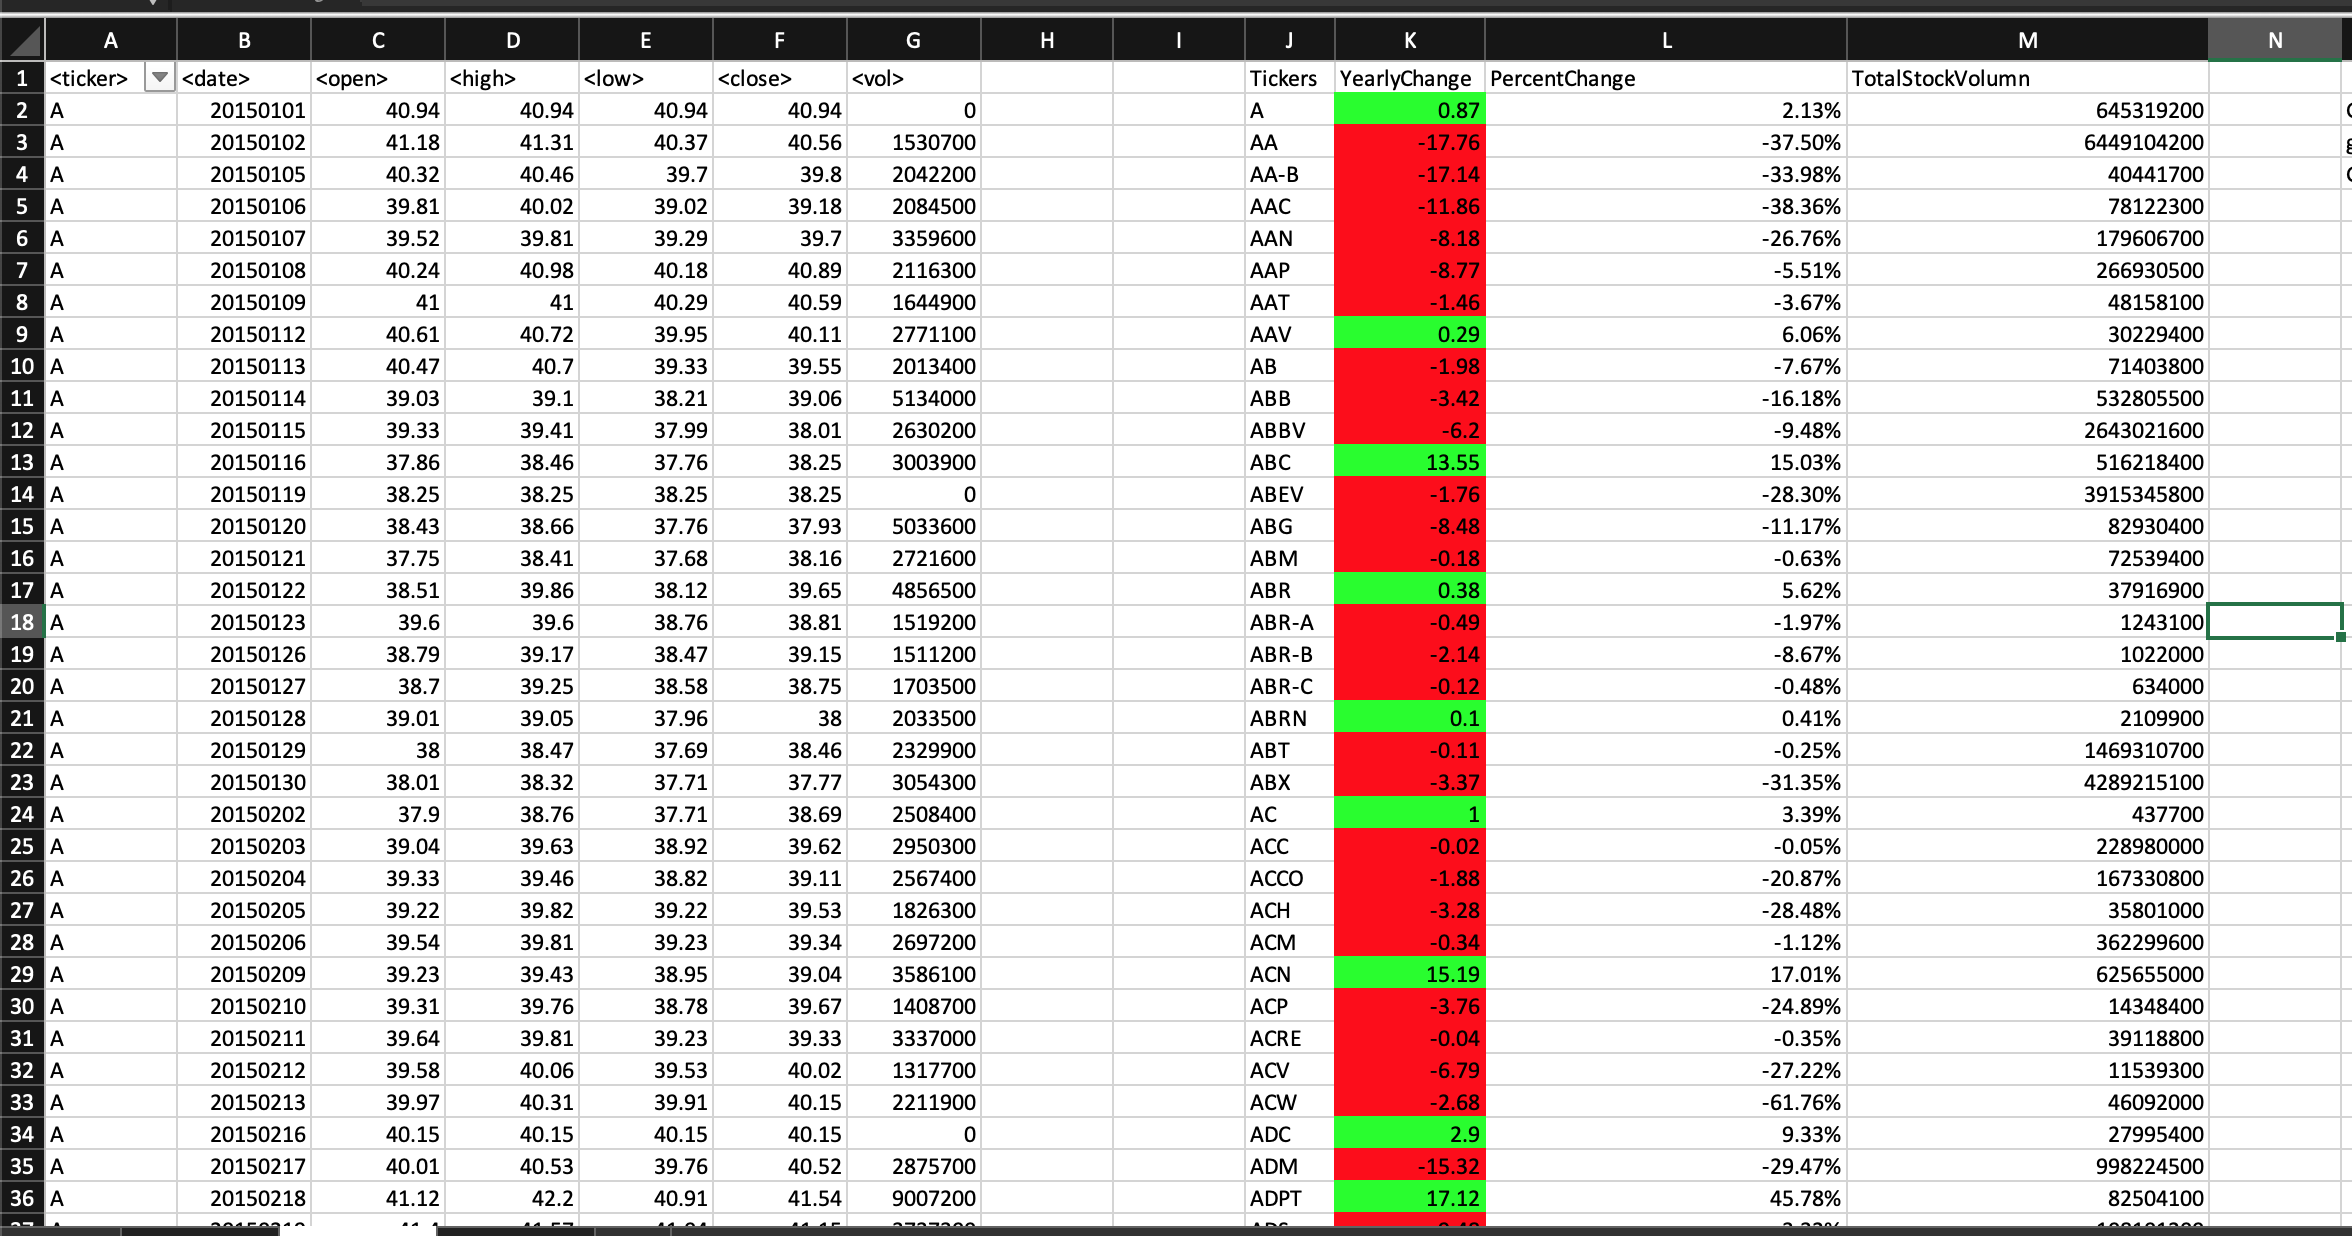 A B C D E F G H I J K L M N
1 <ticker> <date> <open> <high> <low> <close> <vol> Tickers YearlyChange PercentChange TotalStockVolumn
2 A 20150101 40.94 40.94 40.94 40.94 0 A 0.87 2.13% 645319200
3 A 20150102 41.18 41.31 40.37 40.56 1530700 AA -17.76 -37.50% 6449104200
4 A 20150105 40.32 40.46 39.7 39.8 2042200 AA-B -17.14 -33.98% 40441700
5 A 20150106 39.81 40.02 39.02 39.18 2084500 AAC -11.86 -38.36% 78122300
6 A 20150107 39.52 39.81 39.29 39.7 3359600 AAN -8.18 -26.76% 179606700
7 A 20150108 40.24 40.98 40.18 40.89 2116300 AAP -8.77 -5.51% 266930500
8 A 20150109 41 41 40.29 40.59 1644900 AAT -1.46 -3.67% 48158100
9 A 20150112 40.61 40.72 39.95 40.11 2771100 AAV 0.29 6.06% 30229400
10 A 20150113 40.47 40.7 39.33 39.55 2013400 AB -1.98 -7.67% 71403800
11 A 20150114 39.03 39.1 38.21 39.06 5134000 ABB -3.42 -16.18% 532805500
12 A 20150115 39.33 39.41 37.99 38.01 2630200 ABBV -6.2 -9.48% 2643021600
13 A 20150116 37.86 38.46 37.76 38.25 3003900 ABC 13.55 15.03% 516218400
14 A 20150119 38.25 38.25 38.25 38.25 0 ABEV -1.76 -28.30% 3915345800
15 A 20150120 38.43 38.66 37.76 37.93 5033600 ABG -8.48 -11.17% 82930400
16 A 20150121 37.75 38.41 37.68 38.16 2721600 ABM -0.18 -0.63% 72539400
17 A 20150122 38.51 39.86 38.12 39.65 4856500 ABR 0.38 5.62% 37916900
18 A 20150123 39.6 39.6 38.76 38.81 1519200 ABR-A -0.49 -1.97% 1243100
19 A 20150126 38.79 39.17 38.47 39.15 1511200 ABR-B -2.14 -8.67% 1022000
20 A 20150127 38.7 39.25 38.58 38.75 1703500 ABR-C -0.12 -0.48% 634000
21 A 20150128 39.01 39.05 37.96 38 2033500 ABRN 0.1 0.41% 2109900
22 A 20150129 38 38.47 37.69 38.46 2329900 ABT -0.11 -0.25% 1469310700
23 A 20150130 38.01 38.32 37.71 37.77 3054300 ABX -3.37 -31.35% 4289215100
24 A 20150202 37.9 38.76 37.71 38.69 2508400 AC 1 3.39% 437700
25 A 20150203 39.04 39.63 38.92 39.62 2950300 ACC -0.02 -0.05% 228980000
26 A 20150204 39.33 39.46 38.82 39.11 2567400 ACCO -1.88 -20.87% 167330800
27 A 20150205 39.22 39.82 39.22 39.53 1826300 ACH -3.28 -28.48% 35801000
28 A 20150206 39.54 39.81 39.23 39.34 2697200 ACM -0.34 -1.12% 362299600
29 A 20150209 39.23 39.43 38.95 39.04 3586100 ACN 15.19 17.01% 625655000
30 A 20150210 39.31 39.76 38.78 39.67 1408700 ACP -3.76 -24.89% 14348400
31 A 20150211 39.64 39.81 39.23 39.33 3337000 ACRE -0.04 -0.35% 39118800
32 A 20150212 39.58 40.06 39.53 40.02 1317700 ACV -6.79 -27.22% 11539300
33 A 20150213 39.97 40.31 39.91 40.15 2211900 ACW -2.68 -61.76% 46092000
34 A 20150216 40.15 40.15 40.15 40.15 0 ADC 2.9 9.33% 27995400
35 A 20150217 40.01 40.53 39.76 40.52 2875700 ADM -15.32 -29.47% 998224500
36 A 20150218 41.12 42.2 40.91 41.54 9007200 ADPT 17.12 45.78% 82504100